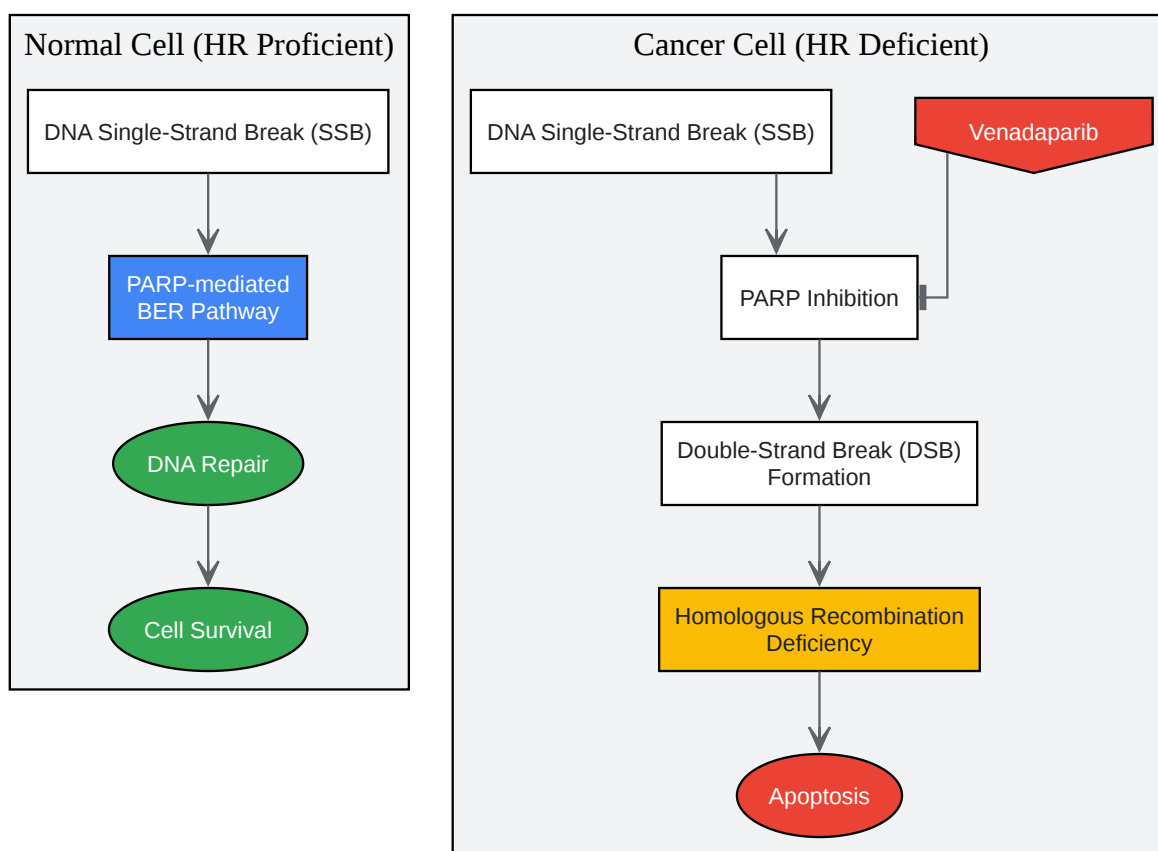 Normal Cell (HR Proficient)
DNA Single-Strand Break (SSB)
PARP-mediated
BER Pathway
DNA Repair
Cell Survival
Cancer Cell (HR Deficient)
DNA Single-Strand Break (SSB)
Venadaparib
PARP Inhibition
Double-Strand Break (DSB)
Formation
Homologous Recombination
Deficiency
Apoptosis